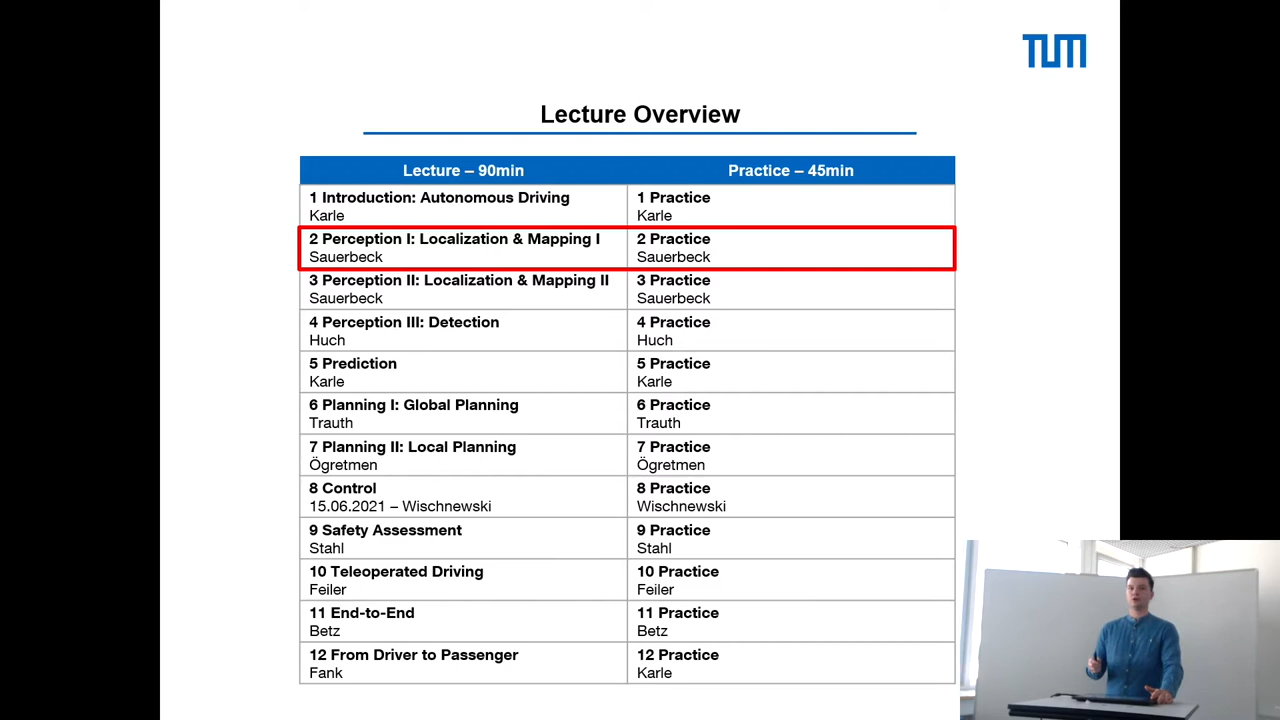 TUM
Lecture Overview
Lecture – 90min Practice – 45min
1 Introduction: Autonomous Driving 1 Practice
Karle Karle
2 Perception I: Localization & Mapping I 2 Practice
Sauerbeck Sauerbeck
3 Perception II: Localization & Mapping II 3 Practice
Sauerbeck Sauerbeck
4 Perception III: Detection 4 Practice
Huch Huch
5 Prediction 5 Practice
Karle Karle
6 Planning I: Global Planning 6 Practice
Trauth Trauth
7 Planning II: Local Planning 7 Practice
Ögretmen Ögretmen
8 Control 8 Practice
15.06.2021 – Wischnewski Wischnewski
9 Safety Assessment 9 Practice
Stahl Stahl
10 Teleoperated Driving 10 Practice
Feiler Feiler
11 End-to-End 11 Practice
Betz Betz
12 From Driver to Passenger 12 Practice
Fank Karle